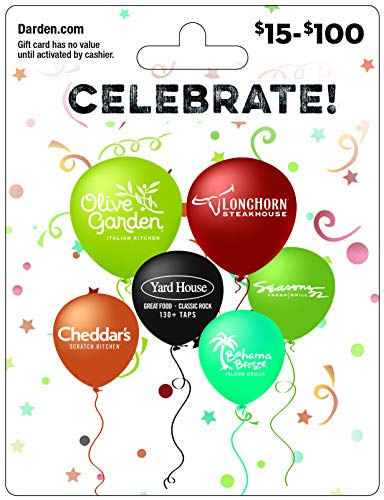 Darden.com
Gift card has no value
until activated by cashier.
$15-$100
CELEBRATE!
Olive
Garden
ITALIAN KITCHEN
LONGHORN
STEAKHOUSE
Yard House
GREAT FOOD · CLASSIC ROCK
130+ TAPS
Seasons 52
FRESH GRILL
Cheddar's
SCRATCH KITCHEN
Bahama
Breeze
ISLAND GRILLE